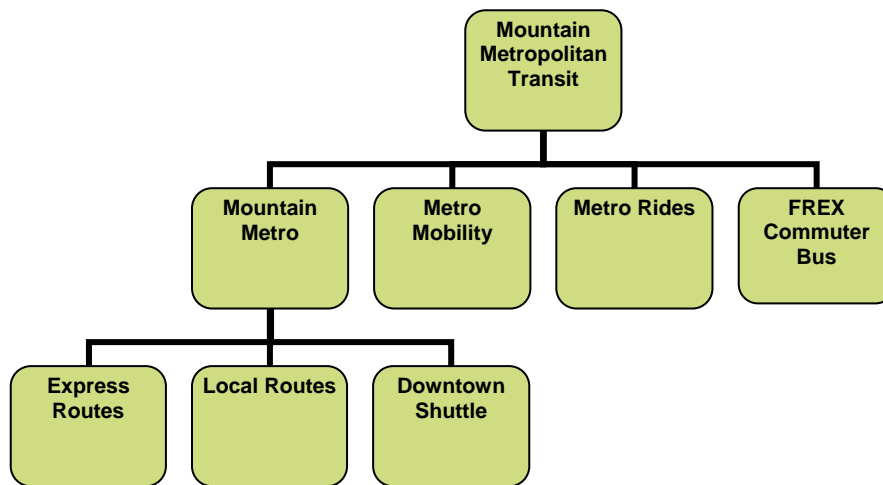 Mountain
Metropolitan
Transit
Mountain
Metro
Metro
Mobility
Metro Rides
FREX
Commuter
Bus
Express
Routes
Local Routes
Downtown
Shuttle